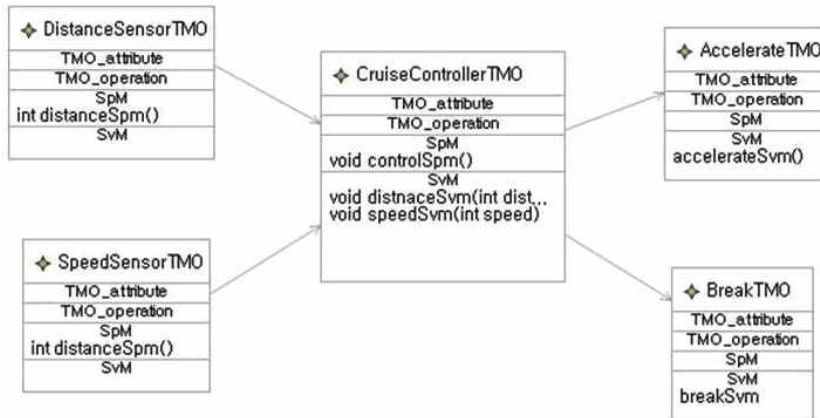 DistanceSensorTMO
TMO_attribute
TMO_operation
SpM
int distanceSpm()
SvM
SpeedSensorTMO
TMO_attribute
TMO_operation
SpM
int distanceSpm()
SvM
CruiseControllerTMO
TMO_attribute
TMO_operation
SpM
void controlSpm()
SvM
void distnaceSvm(int dist...
void speedSvm(int speed)
AccelerateTMO
TMO_attribute
TMO_operation
SpM
SvM
accelerateSvm()
BreakTMO
TMO_attribute
TMO_operation
SpM
SvM
breakSvm